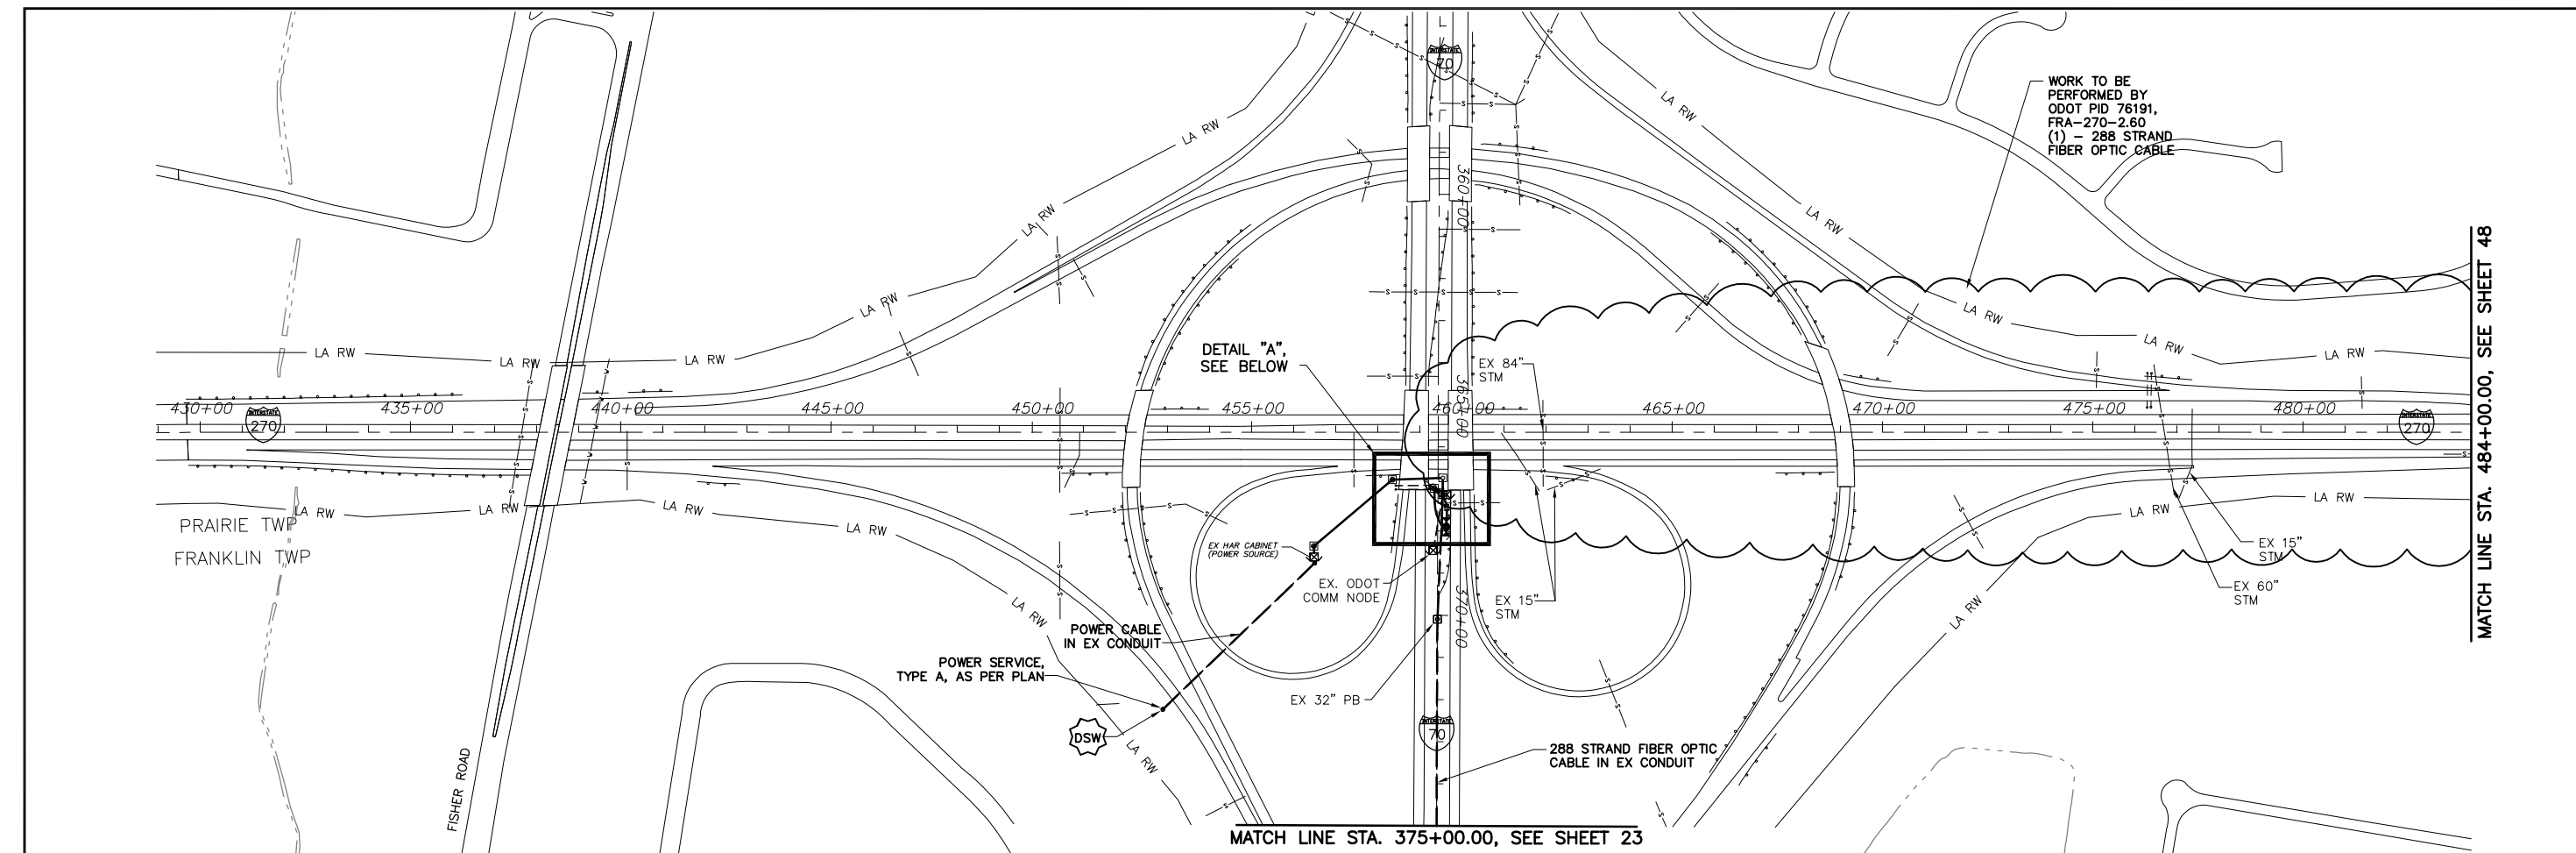 INTERSTATE
70
WORK TO BE
PERFORMED BY
ODOT PID 76191,
FRA-270-2.60
(1) - 288 STRAND
FIBER OPTIC CABLE
LA RW
LA RW
LA RW
LA RW
LA RW
360+00
LA RW
LA RW
LA RW
LA RW
LA RW
LA RW
LA RW
DETAIL "A",
SEE BELOW
EX 84"
STM
365+00
430+00
435+00
440+00
445+00
450+00
455+00
460+00
465+00
470+00
475+00
480+00
INTERSTATE
270
INTERSTATE
270
MATCH LINE STA. 484+00.00, SEE SHEET 48
LA RW
LA RW
LA RW
LA RW
LA RW
LA RW
PRAIRIE TWP
FRANKLIN TWP
EX HAR CABINET
(POWER SOURCE)
EX. ODOT
COMM NODE
EX 15"
STM
370+00
EX 15"
STM
EX 60"
STM
LA RW
LA RW
POWER CABLE
IN EX CONDUIT
POWER SERVICE,
TYPE A, AS PER PLAN
EX 32" PB
DSW
LA RW
INTERSTATE
70
288 STRAND FIBER OPTIC
CABLE IN EX CONDUIT
FISHER ROAD
MATCH LINE STA. 375+00.00, SEE SHEET 23